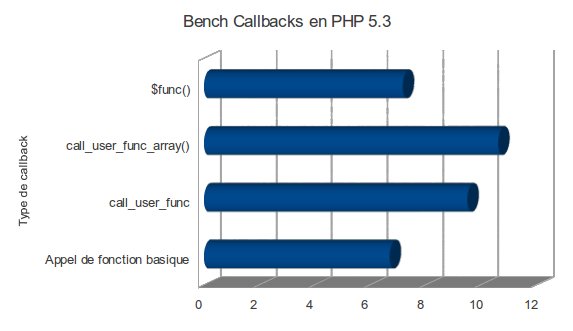 Bench Callbacks en PHP 5.3
$func()
call_user_func_array()
call_user_func
Appel de fonction basique
Type de callback
0 2 4 6 8 10 12